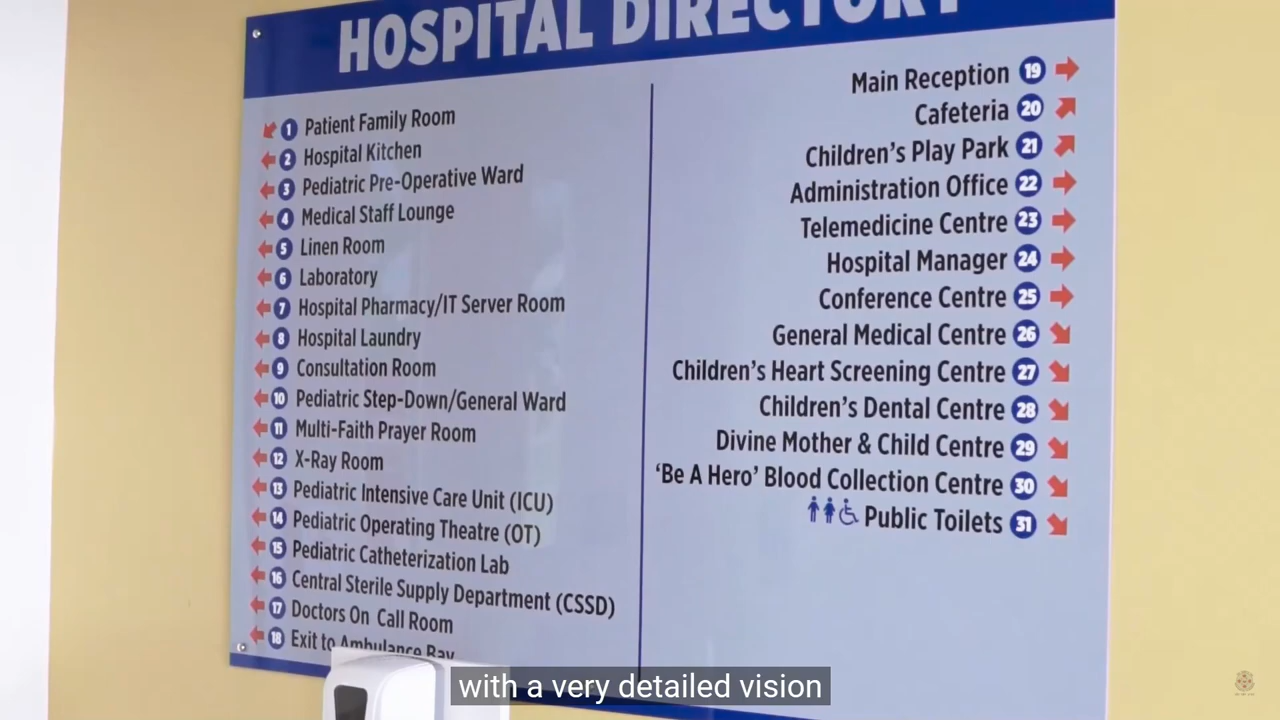 HOSPITAL DIRECTORY
1 Patient Family Room
2 Hospital Kitchen
3 Pediatric Pre-Operative Ward
4 Medical Staff Lounge
5 Linen Room
6 Laboratory
7 Hospital Pharmacy/IT Server Room
8 Hospital Laundry
9 Consultation Room
10 Pediatric Step-Down/General Ward
11 Multi-Faith Prayer Room
12 X-Ray Room
13 Pediatric Intensive Care Unit (ICU)
14 Pediatric Operating Theatre (OT)
15 Pediatric Catheterization Lab
16 Central Sterile Supply Department (CSSD)
17 Doctors On Call Room
18 Exit to Ambulance Bay
Main Reception 19
Cafeteria 20
Children's Play Park 21
Administration Office 22
Telemedicine Centre 23
Hospital Manager 24
Conference Centre 25
General Medical Centre 26
Children's Heart Screening Centre 27
Children's Dental Centre 28
Divine Mother & Child Centre 29
'Be A Hero' Blood Collection Centre 30
Public Toilets 31
with a very detailed vision